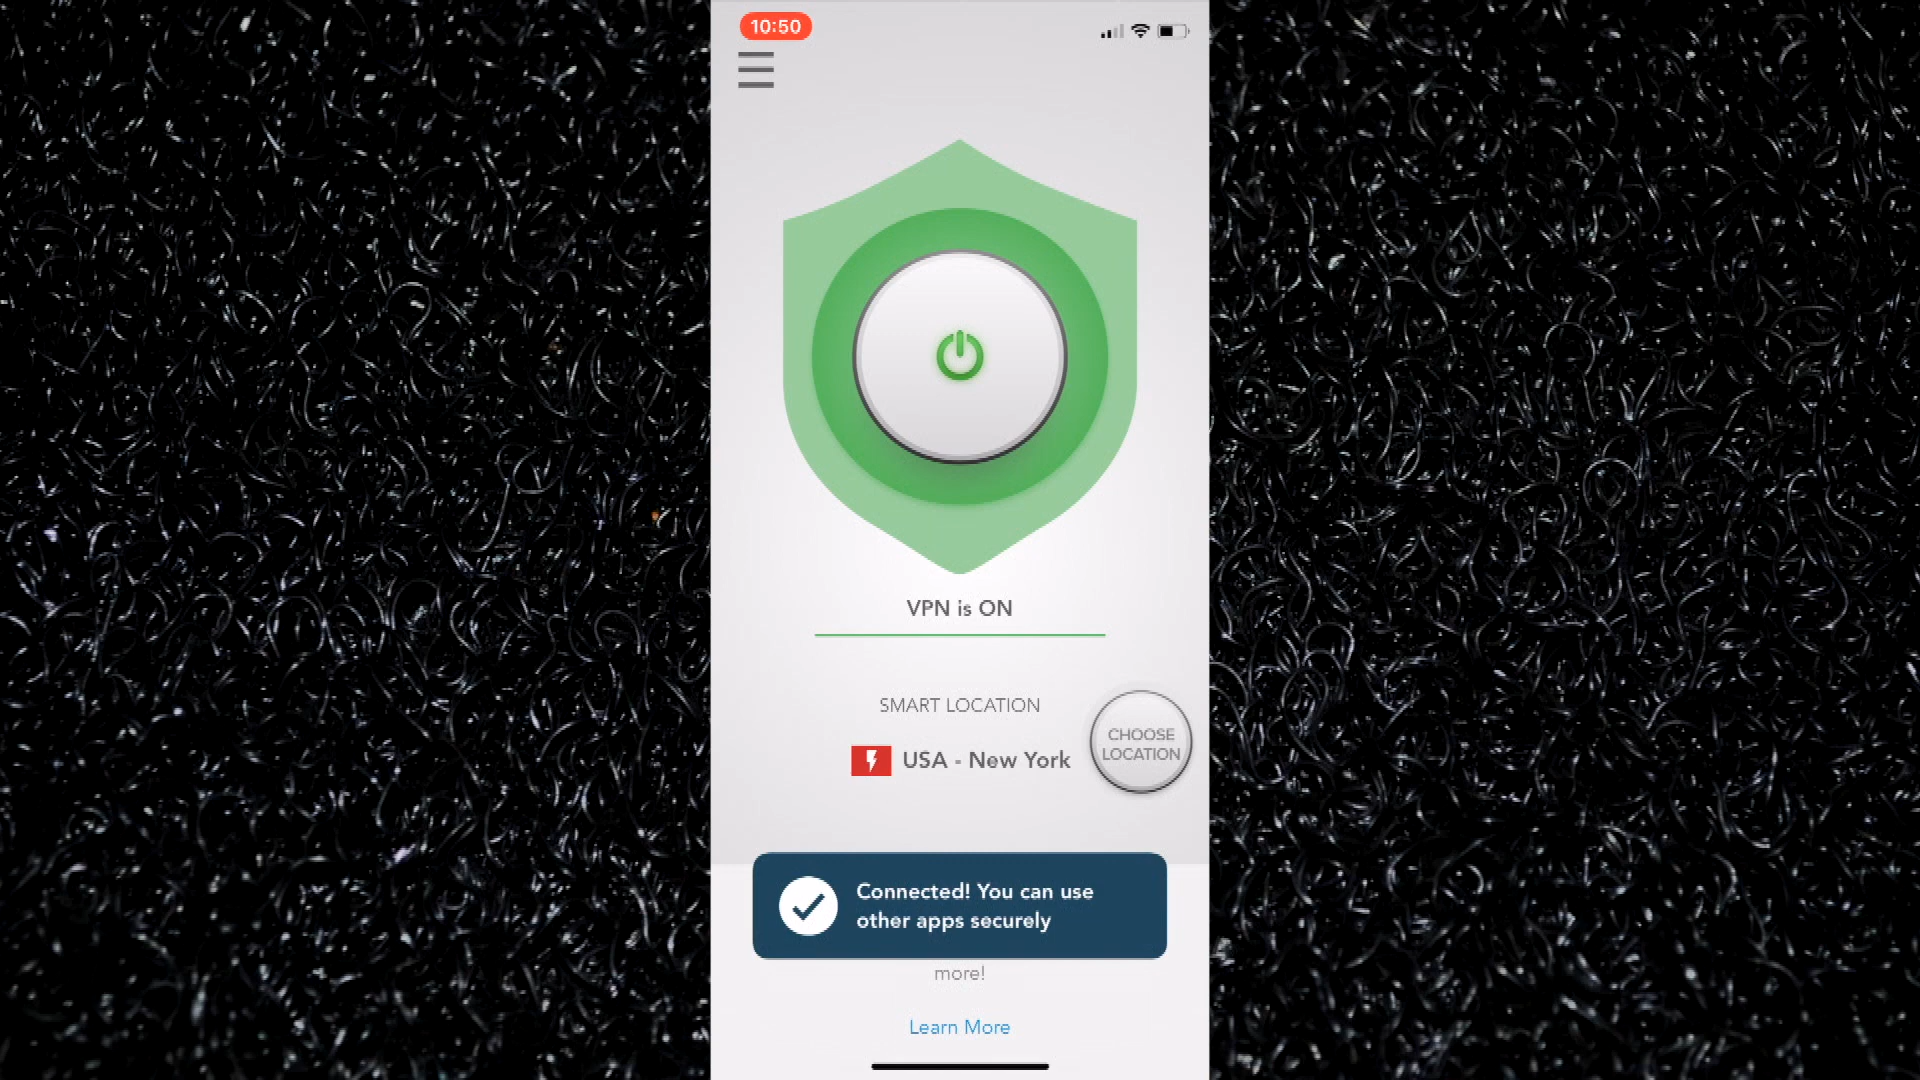 10:50
VPN is ON
SMART LOCATION
USA - New York
CHOOSE
LOCATION
Connected! You can use
other apps securely
more!
Learn More